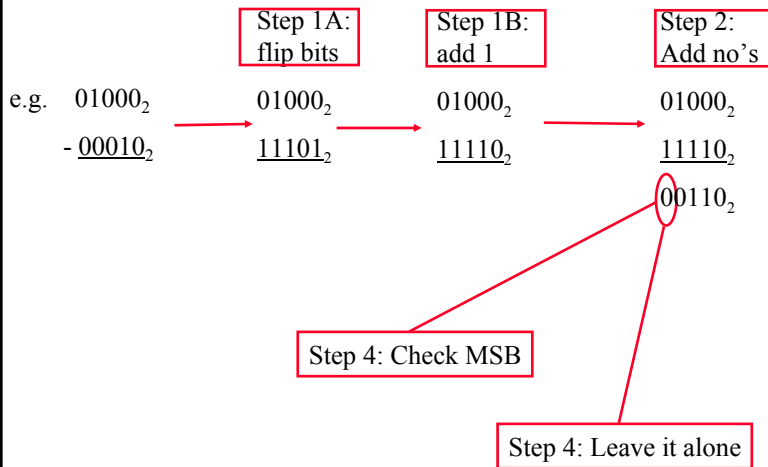 Step 1A:
flip bits
Step 1B:
add 1
Step 2:
Add no’s
e.g. 01000₂ 01000₂ 01000₂ 01000₂
- 00010₂ 11101₂ 11110₂ 11110₂
00110₂
Step 4: Check MSB
Step 4: Leave it alone